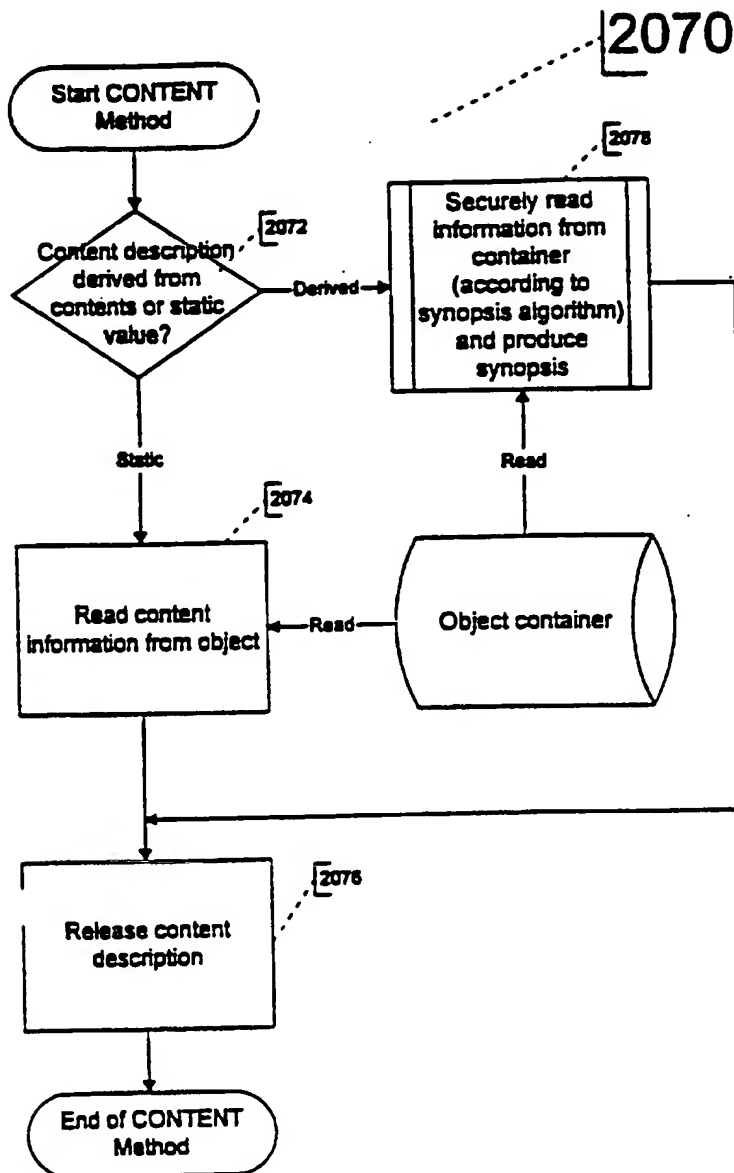 2070
Start CONTENT
Method
2078
Securely read
information from
container
(according to
synopsis algorithm)
and produce
synopsis
2072
Content description
derived from
contents or static
value?
Derived
Static
Read
2074
Read content
information from object
Read
Object container
2076
Release content
description
End of CONTENT
Method